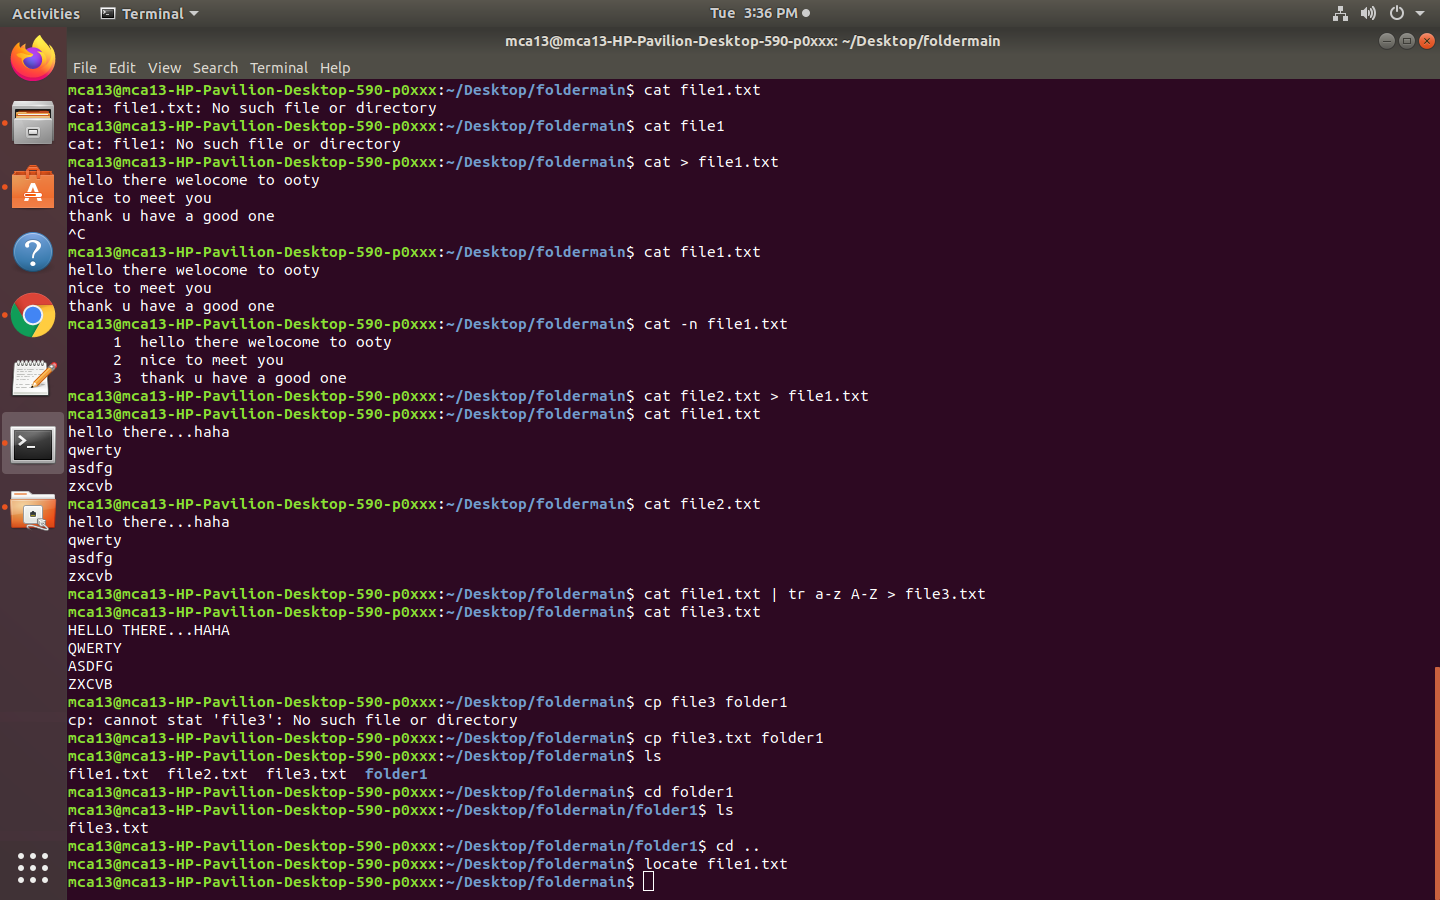 Activities Terminal Tue 3:36 PM
mca13@mca13-HP-Pavilion-Desktop-590-p0xxx: ~/Desktop/foldermain
File Edit View Search Terminal Help
mca13@mca13-HP-Pavilion-Desktop-590-p0xxx:~/Desktop/foldermain$ cat file1.txt
cat: file1.txt: No such file or directory
mca13@mca13-HP-Pavilion-Desktop-590-p0xxx:~/Desktop/foldermain$ cat file1
cat: file1: No such file or directory
mca13@mca13-HP-Pavilion-Desktop-590-p0xxx:~/Desktop/foldermain$ cat > file1.txt
hello there welocome to ooty
nice to meet you
thank u have a good one
^C
mca13@mca13-HP-Pavilion-Desktop-590-p0xxx:~/Desktop/foldermain$ cat file1.txt
hello there welocome to ooty
nice to meet you
thank u have a good one
mca13@mca13-HP-Pavilion-Desktop-590-p0xxx:~/Desktop/foldermain$ cat -n file1.txt
     1  hello there welocome to ooty
     2  nice to meet you
     3  thank u have a good one
mca13@mca13-HP-Pavilion-Desktop-590-p0xxx:~/Desktop/foldermain$ cat file2.txt > file1.txt
mca13@mca13-HP-Pavilion-Desktop-590-p0xxx:~/Desktop/foldermain$ cat file1.txt
hello there...haha
qwerty
asdfg
zxcvb
mca13@mca13-HP-Pavilion-Desktop-590-p0xxx:~/Desktop/foldermain$ cat file2.txt
hello there...haha
qwerty
asdfg
zxcvb
mca13@mca13-HP-Pavilion-Desktop-590-p0xxx:~/Desktop/foldermain$ cat file1.txt | tr a-z A-Z > file3.txt
mca13@mca13-HP-Pavilion-Desktop-590-p0xxx:~/Desktop/foldermain$ cat file3.txt
HELLO THERE...HAHA
QWERTY
ASDFG
ZXCVB
mca13@mca13-HP-Pavilion-Desktop-590-p0xxx:~/Desktop/foldermain$ cp file3 folder1
cp: cannot stat 'file3': No such file or directory
mca13@mca13-HP-Pavilion-Desktop-590-p0xxx:~/Desktop/foldermain$ cp file3.txt folder1
mca13@mca13-HP-Pavilion-Desktop-590-p0xxx:~/Desktop/foldermain$ ls
file1.txt  file2.txt  file3.txt  folder1
mca13@mca13-HP-Pavilion-Desktop-590-p0xxx:~/Desktop/foldermain$ cd folder1
mca13@mca13-HP-Pavilion-Desktop-590-p0xxx:~/Desktop/foldermain/folder1$ ls
file3.txt
mca13@mca13-HP-Pavilion-Desktop-590-p0xxx:~/Desktop/foldermain/folder1$ cd ..
mca13@mca13-HP-Pavilion-Desktop-590-p0xxx:~/Desktop/foldermain$ locate file1.txt
mca13@mca13-HP-Pavilion-Desktop-590-p0xxx:~/Desktop/foldermain$